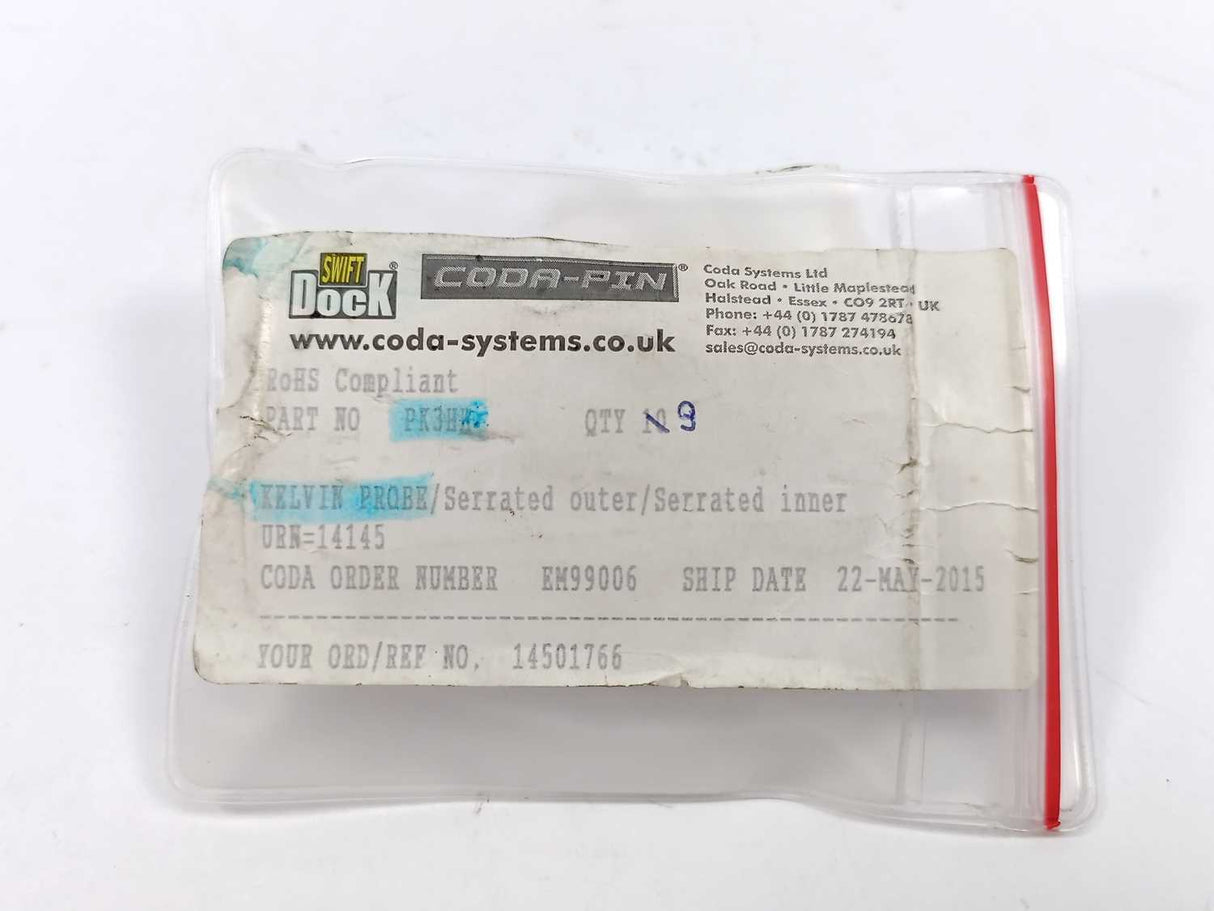 SWIFT
Dock®
CODA-PIN®
www.coda-systems.co.uk
Coda Systems Ltd
Oak Road • Little Maplestead
Halstead • Essex • CO9 2RT • UK
Phone: +44 (0) 1787 478678
Fax: +44 (0) 1787 274194
sales@coda-systems.co.uk
RoHS Compliant
PART NO QTY 10 9
KELVIN PROBE/Serrated outer/Serrated inner
URN=14145
CODA ORDER NUMBER EM99006 SHIP DATE 22-MAY-2015
YOUR ORD/REF NO. 14501766